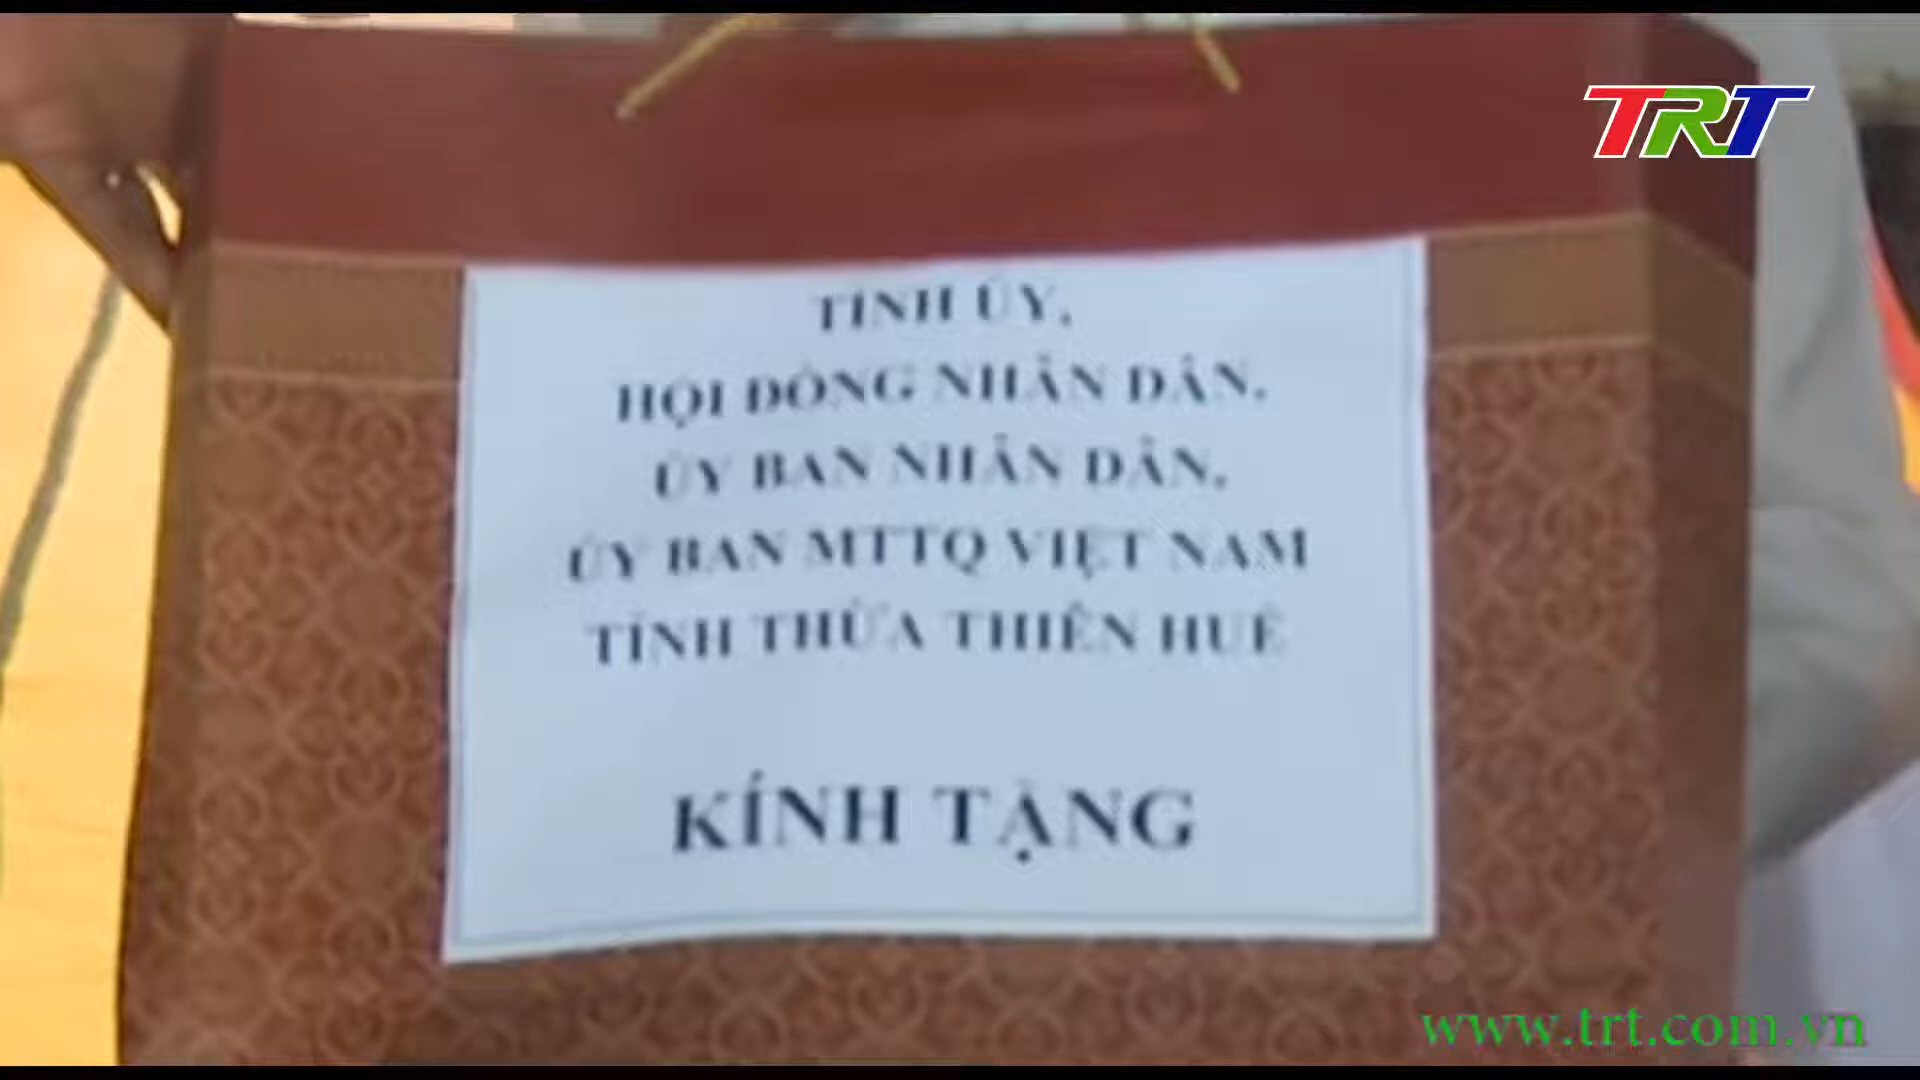 TRT
TỈNH ỦY,
HỘI ĐỒNG NHÂN DÂN,
ỦY BAN NHÂN DÂN,
ỦY BAN MTTQ VIỆT NAM
TỈNH THỪA THIÊN HUẾ
KÍNH TẶNG
www.trt.com.vn